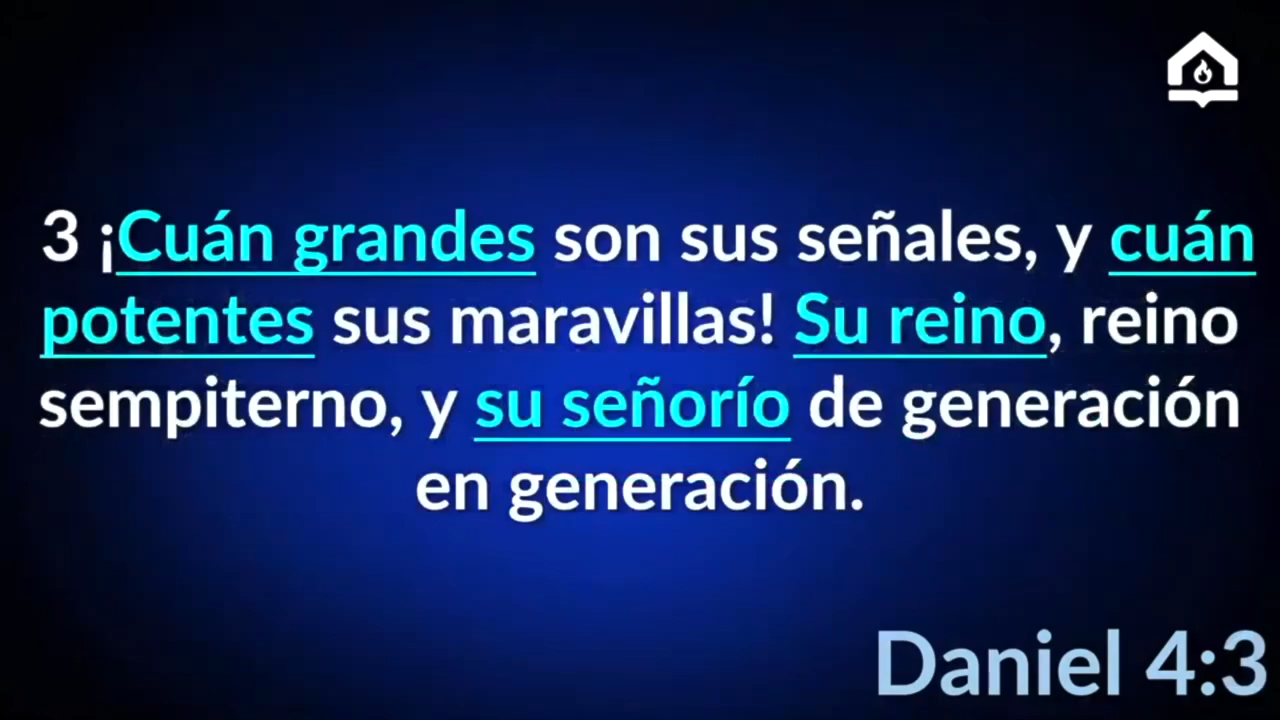 3 ¡Cuán grandes son sus señales, y cuán
potentes sus maravillas! Su reino, reino
sempiterno, y su señorío de generación
en generación.
Daniel 4:3